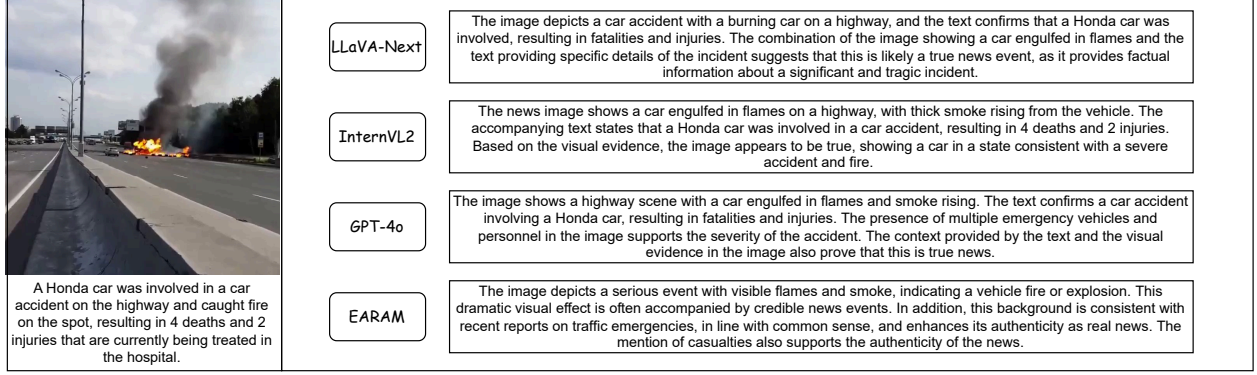 A Honda car was involved in a car
accident on the highway and caught fire
on the spot, resulting in 4 deaths and 2
injuries that are currently being treated in
the hospital.
LLaVA-Next
The image depicts a car accident with a burning car on a highway, and the text confirms that a Honda car was
involved, resulting in fatalities and injuries. The combination of the image showing a car engulfed in flames and the
text providing specific details of the incident suggests that this is likely a true news event, as it provides factual
information about a significant and tragic incident.
InternVL2
The news image shows a car engulfed in flames on a highway, with thick smoke rising from the vehicle. The
accompanying text states that a Honda car was involved in a car accident, resulting in 4 deaths and 2 injuries.
Based on the visual evidence, the image appears to be true, showing a car in a state consistent with a severe
accident and fire.
GPT-4o
The image shows a highway scene with a car engulfed in flames and smoke rising. The text confirms a car accident
involving a Honda car, resulting in fatalities and injuries. The presence of multiple emergency vehicles and
personnel in the image supports the severity of the accident. The context provided by the text and the visual
evidence in the image also prove that this is true news.
EARAM
The image depicts a serious event with visible flames and smoke, indicating a vehicle fire or explosion. This
dramatic visual effect is often accompanied by credible news events. In addition, this background is consistent with
recent reports on traffic emergencies, in line with common sense, and enhances its authenticity as real news. The
mention of casualties also supports the authenticity of the news.